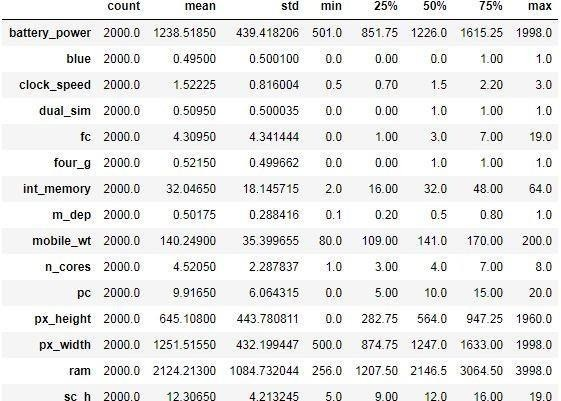 count mean std min 25% 50% 75% max
battery_power 2000.0 1238.51850 439.418206 501.0 851.75 1226.0 1615.25 1998.0
blue 2000.0 0.49500 0.500100 0.0 0.00 0.0 1.00 1.0
clock_speed 2000.0 1.52225 0.816004 0.5 0.70 1.5 2.20 3.0
dual_sim 2000.0 0.50950 0.500035 0.0 0.00 1.0 1.00 1.0
fc 2000.0 4.30950 4.341444 0.0 1.00 3.0 7.00 19.0
four_g 2000.0 0.52150 0.499662 0.0 0.00 1.0 1.00 1.0
int_memory 2000.0 32.04650 18.145715 2.0 16.00 32.0 48.00 64.0
m_dep 2000.0 0.50175 0.288416 0.1 0.20 0.5 0.80 1.0
mobile_wt 2000.0 140.24900 35.399655 80.0 109.00 141.0 170.00 200.0
n_cores 2000.0 4.52050 2.287837 1.0 3.00 4.0 7.00 8.0
pc 2000.0 9.91650 6.064315 0.0 5.00 10.0 15.00 20.0
px_height 2000.0 645.10800 443.780811 0.0 282.75 564.0 947.25 1960.0
px_width 2000.0 1251.51550 432.199447 500.0 874.75 1247.0 1633.00 1998.0
ram 2000.0 2124.21300 1084.732044 256.0 1207.50 2146.5 3064.50 3998.0
sc_h 2000.0 12.30650 4.213245 5.0 9.00 12.0 16.00 19.0